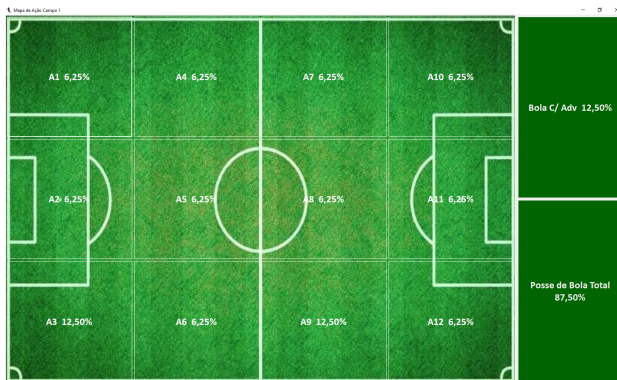 Mapa de Ação Campo 1
A1 6,25%
A4 6,25%
A7 6,25%
A10 6,25%
Bola C/ Adv 12,50%
A2 6,25%
A5 6,25%
A8 6,25%
A11 6,25%
Posse de Bola Total
87,50%
A3 12,50%
A6 6,25%
A9 12,50%
A12 6,25%